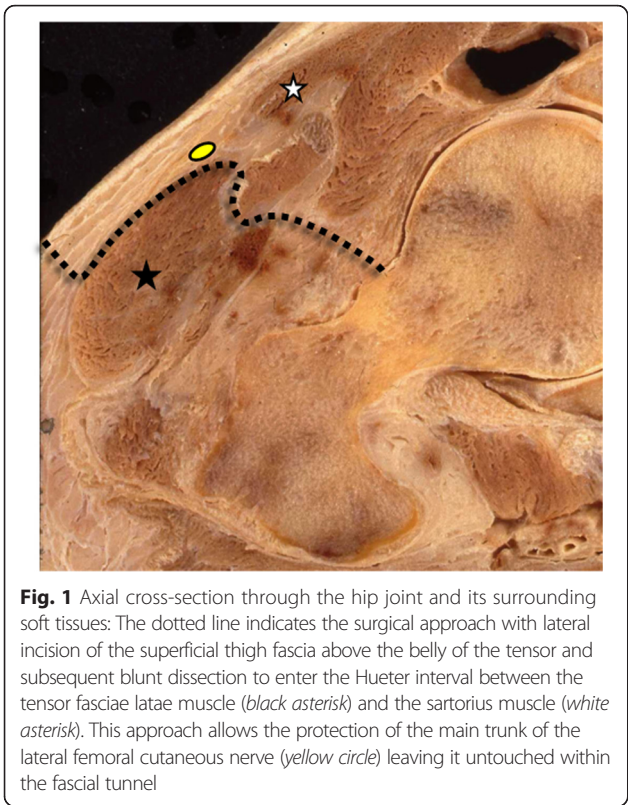 Fig. 1 Axial cross-section through the hip joint and its surrounding
soft tissues: The dotted line indicates the surgical approach with lateral
incision of the superficial thigh fascia above the belly of the tensor and
subsequent blunt dissection to enter the Hueter interval between the
tensor fasciae latae muscle (black asterisk) and the sartorius muscle (white
asterisk). This approach allows the protection of the main trunk of the
lateral femoral cutaneous nerve (yellow circle) leaving it untouched within
the fascial tunnel